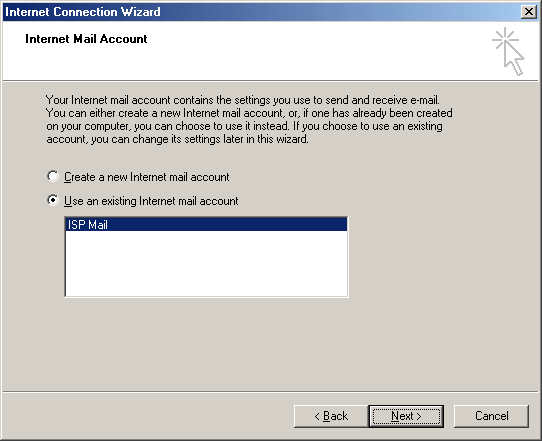 Internet Connection Wizard
Internet Mail Account
Your Internet mail account contains the settings you use to send and receive e-mail.
You can either create a new Internet mail account, or, if one has already been created
on your computer, you can choose to use it instead. If you choose to use an existing
account, you can change its settings later in this wizard.
Create a new Internet mail account
Use an existing Internet mail account
ISP Mail
< Back
Next >
Cancel